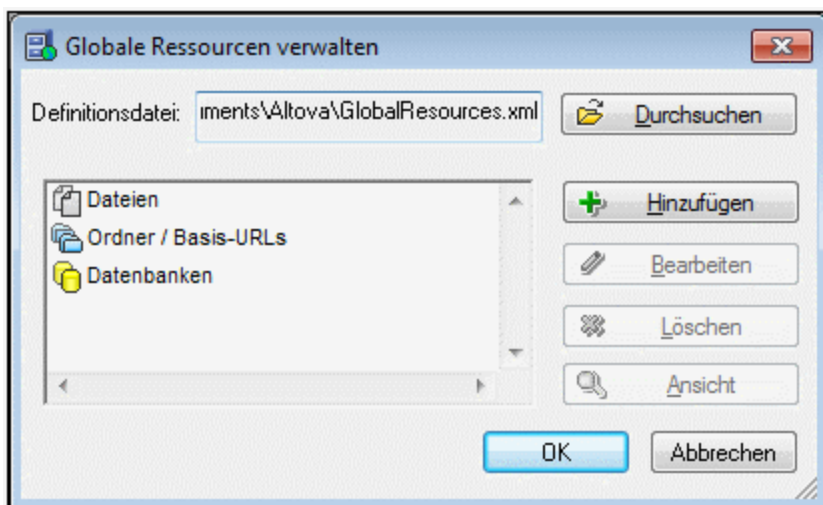 Globale Ressourcen verwalten
Definitionsdatei: ıments\Altova\GlobalResources.xml Durchsuchen
Dateien
Ordner / Basis-URLs
Datenbanken
Hinzufügen
Bearbeiten
Löschen
Ansicht
OK Abbrechen